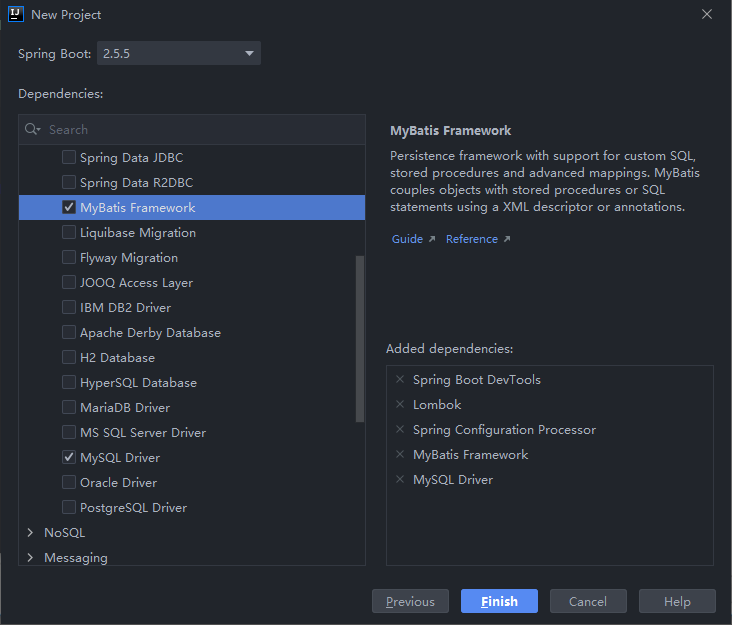 New Project
Spring Boot: 2.5.5
Dependencies:
Search
Spring Data JDBC
Spring Data R2DBC
MyBatis Framework
Liquibase Migration
Flyway Migration
JOOQ Access Layer
IBM DB2 Driver
Apache Derby Database
H2 Database
HyperSQL Database
MariaDB Driver
MS SQL Server Driver
MySQL Driver
Oracle Driver
PostgreSQL Driver
NoSQL
Messaging
MyBatis Framework
Persistence framework with support for custom SQL,
stored procedures and advanced mappings. MyBatis
couples objects with stored procedures or SQL
statements using a XML descriptor or annotations.
Guide Reference
Added dependencies:
Spring Boot DevTools
Lombok
Spring Configuration Processor
MyBatis Framework
MySQL Driver
Previous Finish Cancel Help